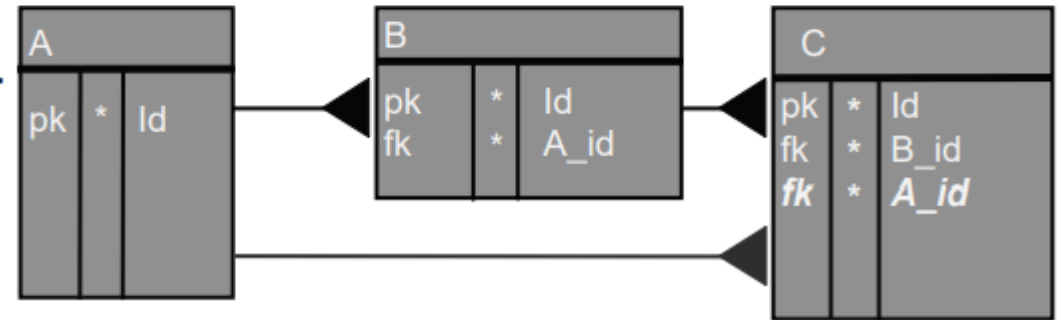 A
pk * Id
B
pk * Id
fk * A_id
C
pk * Id
fk * B_id
fk * A_id